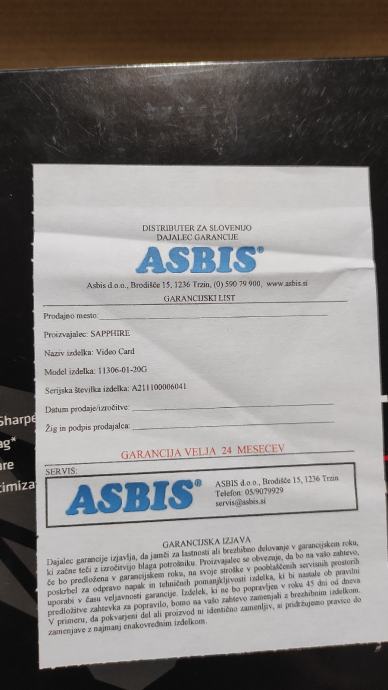 DISTRIBUTER ZA SLOVENIJO
DAJALEC GARANCIJE
ASBIS®
Asbis d.o.o., Brodišče 15, 1236 Trzin, (0) 590 79 900, www.asbis.si
GARANCIJSKI LIST
Prodajno mesto:
Proizvajalec: SAPPHIRE
Naziv izdelka: Video Card
Model izdelka: 11306-01-20G
Serijska številka izdelka: A211100006041
Datum prodaje/izročitve:
Žig in podpis prodajalca:
GARANCIJA VELJA 24 MESECEV
SERVIS:
ASBIS®
ASBIS d.o.o., Brodišče 15, 1236 Trzin
Telefon: 05/9079929
servis@asbis.si
GARANCIJSKA IZJAVA
Dajalec garancije izjavlja, da jamči za lastnosti ali brezhibno delovanje v garancijskem roku,
ki začne teči z izročitvijo blaga potrošniku. Proizvajalec se obvezuje, da bo na vašo zahtevo,
če bo predložena v garancijskem roku, na svoje stroške v pooblaščenih servisnih prostorih
poskrbel za odpravo napak in tehničnih pomanjkljivosti izdelka, ki bi nastale ob pravilni
uporabi v času veljavnosti garancije. Izdelek, ki ne bo popravljen v roku 45 dni od dneva
predložitve zahtevka za popravilo, bomo na vašo zahtevo zamenjali z brezhibnim izdelkom.
V primeru, da pokvarjeni del ali proizvod ni identično zamenljiv, si pridržujemo pravico do
zamenjave z najmanj enakovrednim izdelkom.
Sharpe
ag*
are
timiza